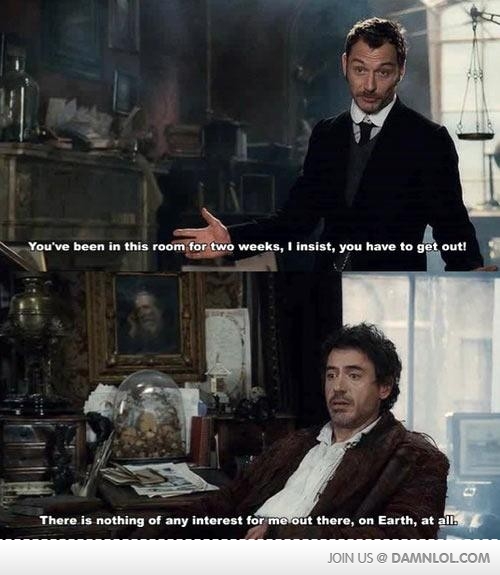 You've been in this room for two weeks, I insist, you have to get out!
There is nothing of any interest for me out there, on Earth, at all.
JOIN US @ DAMNLOL.COM